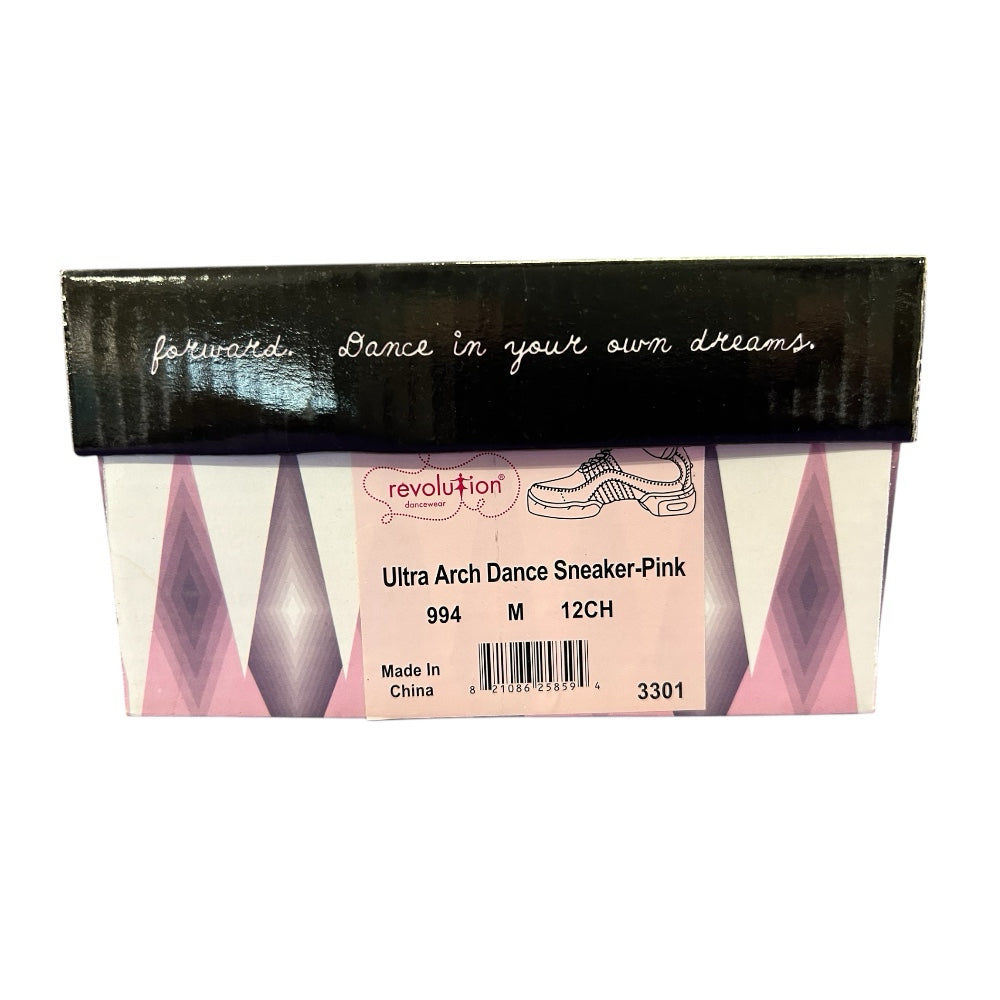 forward. Dance in your own dreams.
revolution®
dancewear
Ultra Arch Dance Sneaker-Pink
994 M 12CH
Made In
China
8 21086 25859 4
3301